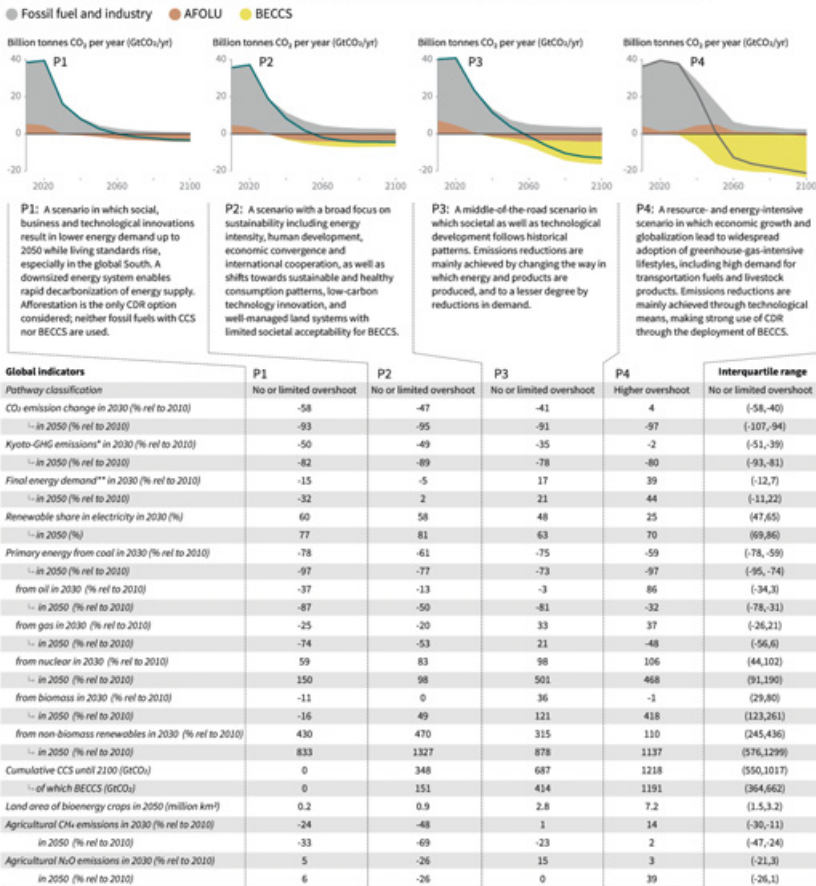 Fossil fuel and industry AFOLU BECCS
Billion tonnes CO₂ per year (GtCO₂/yr) Billion tonnes CO₂ per year (GtCO₂/yr) Billion tonnes CO₂ per year (GtCO₂/yr) Billion tonnes CO₂ per year (GtCO₂/yr)
40 P1 40 P2 40 P3 40 P4
20 20 20 20
0 0 0 0
-20 -20 -20 -20
2020 2060 2100 2020 2060 2100 2020 2060 2100 2020 2060 2100
P1: A scenario in which social,
business and technological innovations
result in lower energy demand up to
2050 while living standards rise,
especially in the global South. A
downsized energy system enables
rapid decarbonization of energy supply.
Afforestation is the only CDR option
considered; neither fossil fuels with CCS
nor BECCS are used.
P2: A scenario with a broad focus on
sustainability including energy
intensity, human development,
economic convergence and
international cooperation, as well as
shifts towards sustainable and healthy
consumption patterns, low-carbon
technology innovation, and
well-managed land systems with
limited societal acceptability for BECCS.
P3: A middle-of-the-road scenario in
which societal as well as technological
development follows historical
patterns. Emissions reductions are
mainly achieved by changing the way in
which energy and products are
produced, and to a lesser degree by
reductions in demand.
P4: A resource- and energy-intensive
scenario in which economic growth and
globalization lead to widespread
adoption of greenhouse-gas-intensive
lifestyles, including high demand for
transportation fuels and livestock
products. Emissions reductions are
mainly achieved through technological
means, making strong use of CDR
through the deployment of BECCS.
Global indicators P1 P2 P3 P4 Interquartile range
Pathway classification No or limited overshoot No or limited overshoot No or limited overshoot Higher overshoot No or limited overshoot
CO₂ emission change in 2030 (% rel to 2010) -58 -47 -41 4 (-58,-40)
in 2050 (% rel to 2010) -93 -95 -91 -97 (-107,-94)
Kyoto-GHG emissions* in 2030 (% rel to 2010) -50 -49 -35 -2 (-51,-39)
in 2050 (% rel to 2010) -82 -89 -78 -80 (-93,-81)
Final energy demand** in 2030 (% rel to 2010) -15 -5 17 39 (-12,7)
in 2050 (% rel to 2010) -32 2 21 44 (-11,22)
Renewable share in electricity in 2030 (%) 60 58 48 25 (47,65)
in 2050 (%) 77 81 63 70 (69,86)
Primary energy from coal in 2030 (% rel to 2010) -78 -61 -75 -59 (-78, -59)
in 2050 (% rel to 2010) -97 -77 -73 -97 (-95, -74)
from oil in 2030 (% rel to 2010) -37 -13 -3 86 (-34,3)
in 2050 (% rel to 2010) -87 -50 -81 -32 (-78,-31)
from gas in 2030 (% rel to 2010) -25 -20 33 37 (-26,21)
in 2050 (% rel to 2010) -74 -53 21 -48 (-56,6)
from nuclear in 2030 (% rel to 2010) 59 83 98 106 (44,102)
in 2050 (% rel to 2010) 150 98 501 468 (91,190)
from biomass in 2030 (% rel to 2010) -11 0 36 -1 (29,80)
in 2050 (% rel to 2010) -16 49 121 418 (123,261)
from non-biomass renewables in 2030 (% rel to 2010) 430 470 315 110 (245,436)
in 2050 (% rel to 2010) 833 1327 878 1137 (576,1299)
Cumulative CCS until 2100 (GtCO₂) 0 348 687 1218 (550,1017)
of which BECCS (GtCO₂) 0 151 414 1191 (364,662)
Land area of bioenergy crops in 2050 (million km²) 0.2 0.9 2.8 7.2 (1.5,3.2)
Agricultural CH₄ emissions in 2030 (% rel to 2010) -24 -48 1 14 (-30,-11)
in 2050 (% rel to 2010) -33 -69 -23 2 (-47,-24)
Agricultural N₂O emissions in 2030 (% rel to 2010) 5 -26 15 3 (-21,3)
in 2050 (% rel to 2010) 6 -26 0 39 (-26,1)